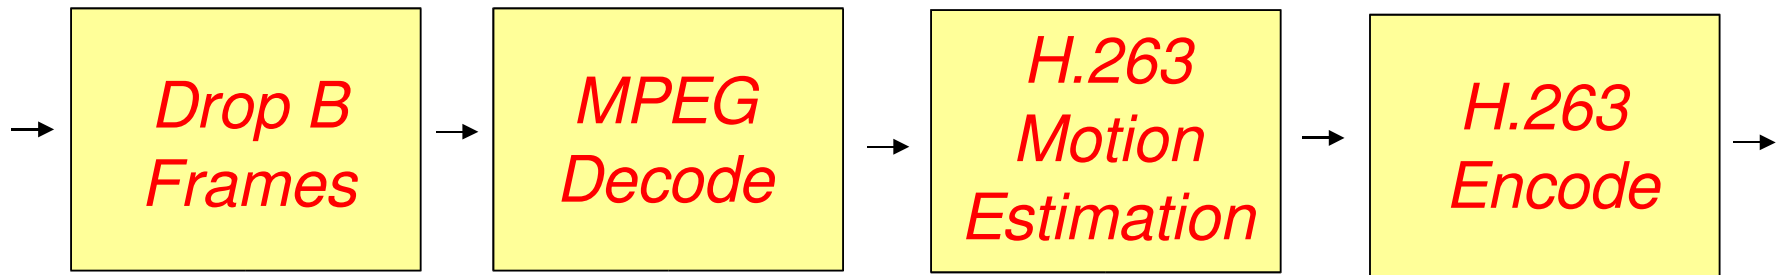 Drop B
Frames
MPEG
Decode
H.263
Motion
Estimation
H.263
Encode